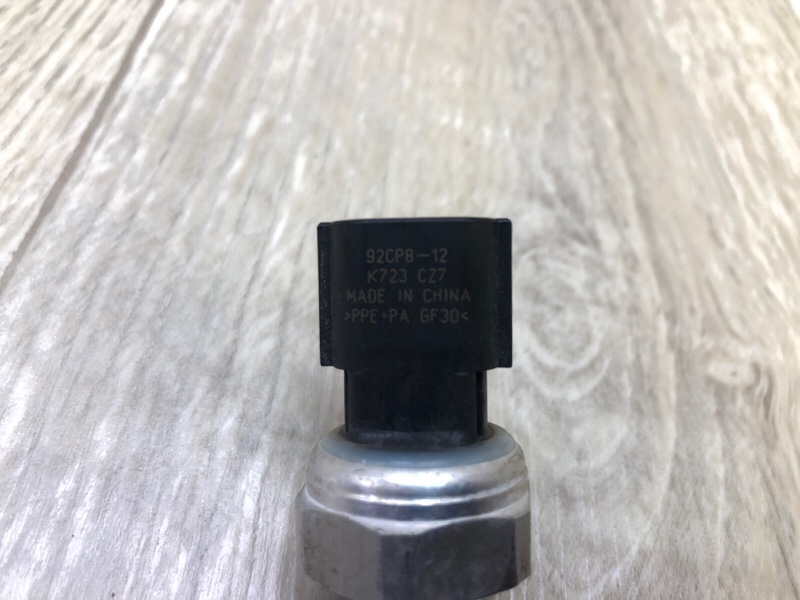 92CP8-12
K723 CZ7
MADE IN CHINA
>PPE+PA GF30<